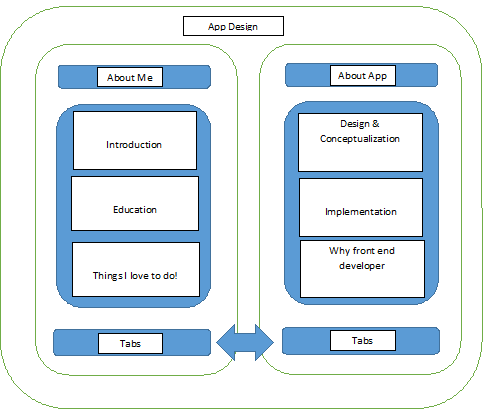 App Design
About Me
Introduction
Education
Things I love to do!
Tabs
About App
Design &
Conceptualization
Implementation
Why front end
developer
Tabs